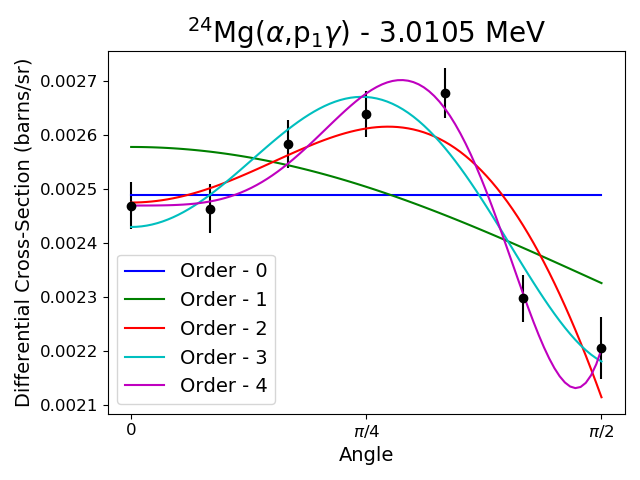 ²⁴Mg(α,p₁γ) - 3.0105 MeV
Differential Cross-Section (barns/sr)
0.0027
0.0026
0.0025
0.0024
0.0023
0.0022
0.0021
Order - 0
Order - 1
Order - 2
Order - 3
Order - 4
0 π/4 π/2
Angle